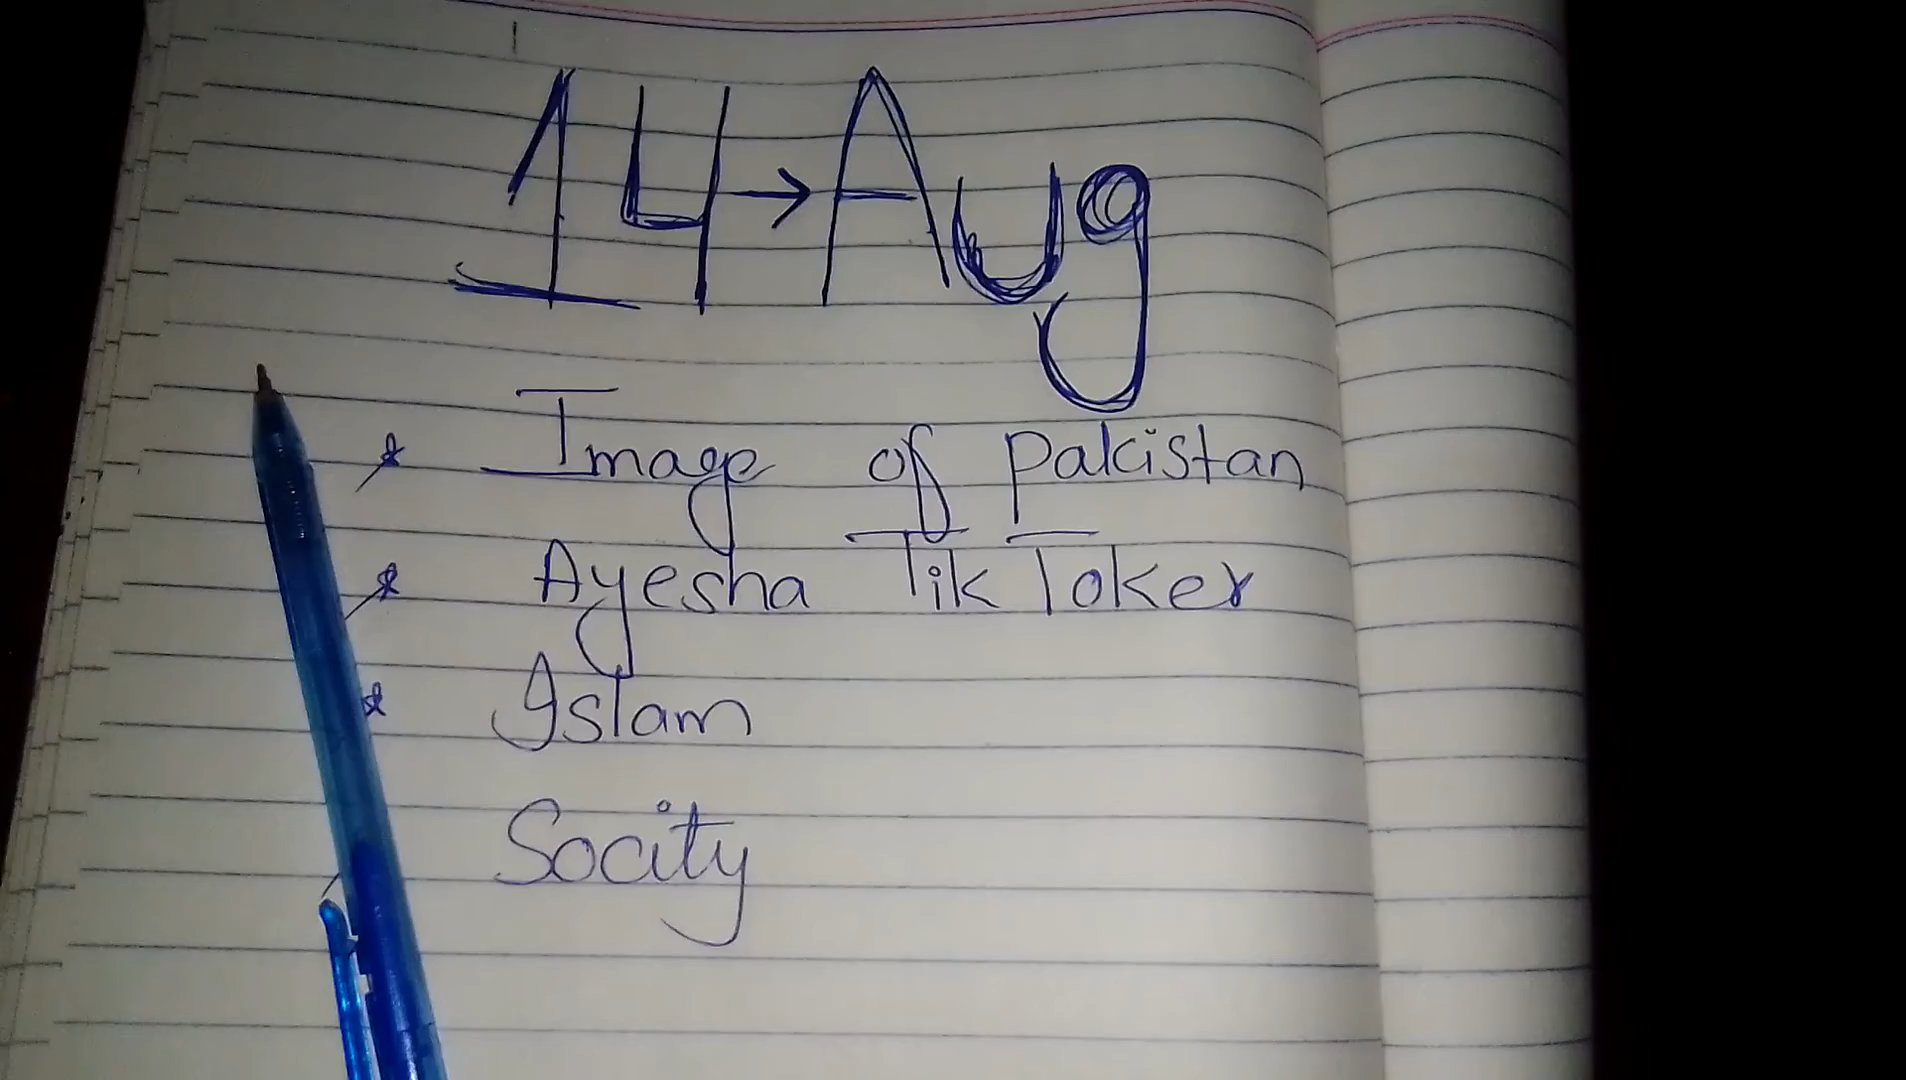 14→Aug
* Image of Pakistan
* Ayesha TikToker
* Islam
Socity